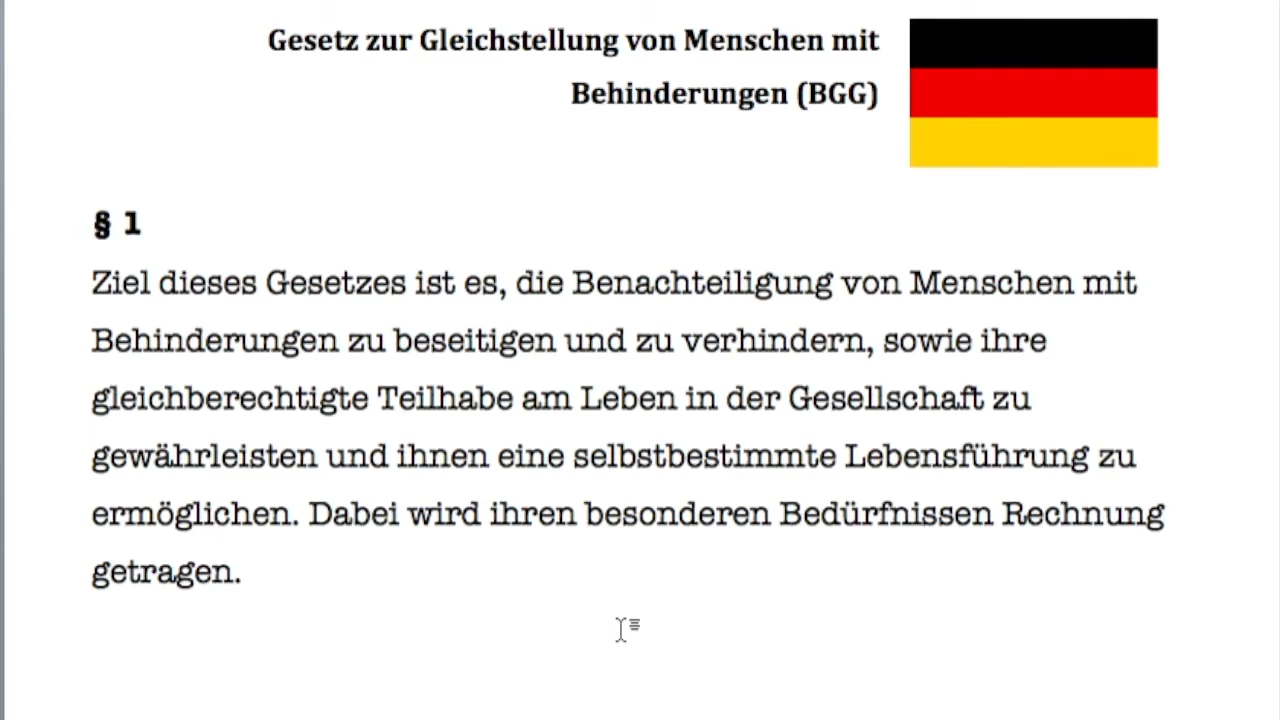 Gesetz zur Gleichstellung von Menschen mit
Behinderungen (BGG)
§ 1
Ziel dieses Gesetzes ist es, die Benachteiligung von Menschen mit
Behinderungen zu beseitigen und zu verhindern, sowie ihre
gleichberechtigte Teilhabe am Leben in der Gesellschaft zu
gewährleisten und ihnen eine selbstbestimmte Lebensführung zu
ermöglichen. Dabei wird ihren besonderen Bedürfnissen Rechnung
getragen.